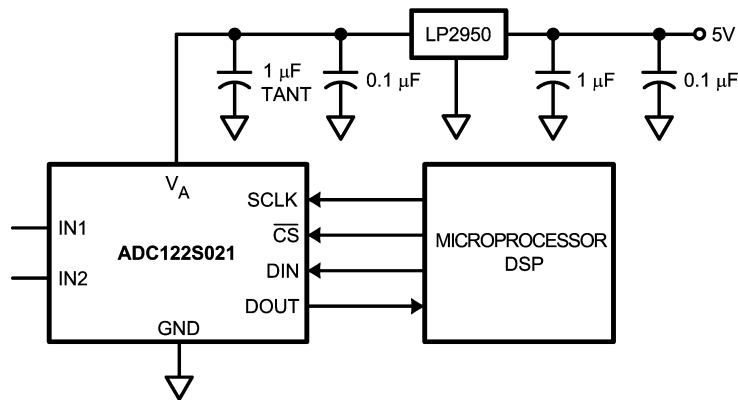 LP2950
5V
1 µF
TANT
0.1 µF
1 µF
0.1 µF
VA
SCLK
IN1
CS
MICROPROCESSOR
DSP
ADC122S021
IN2
DIN
DOUT
GND